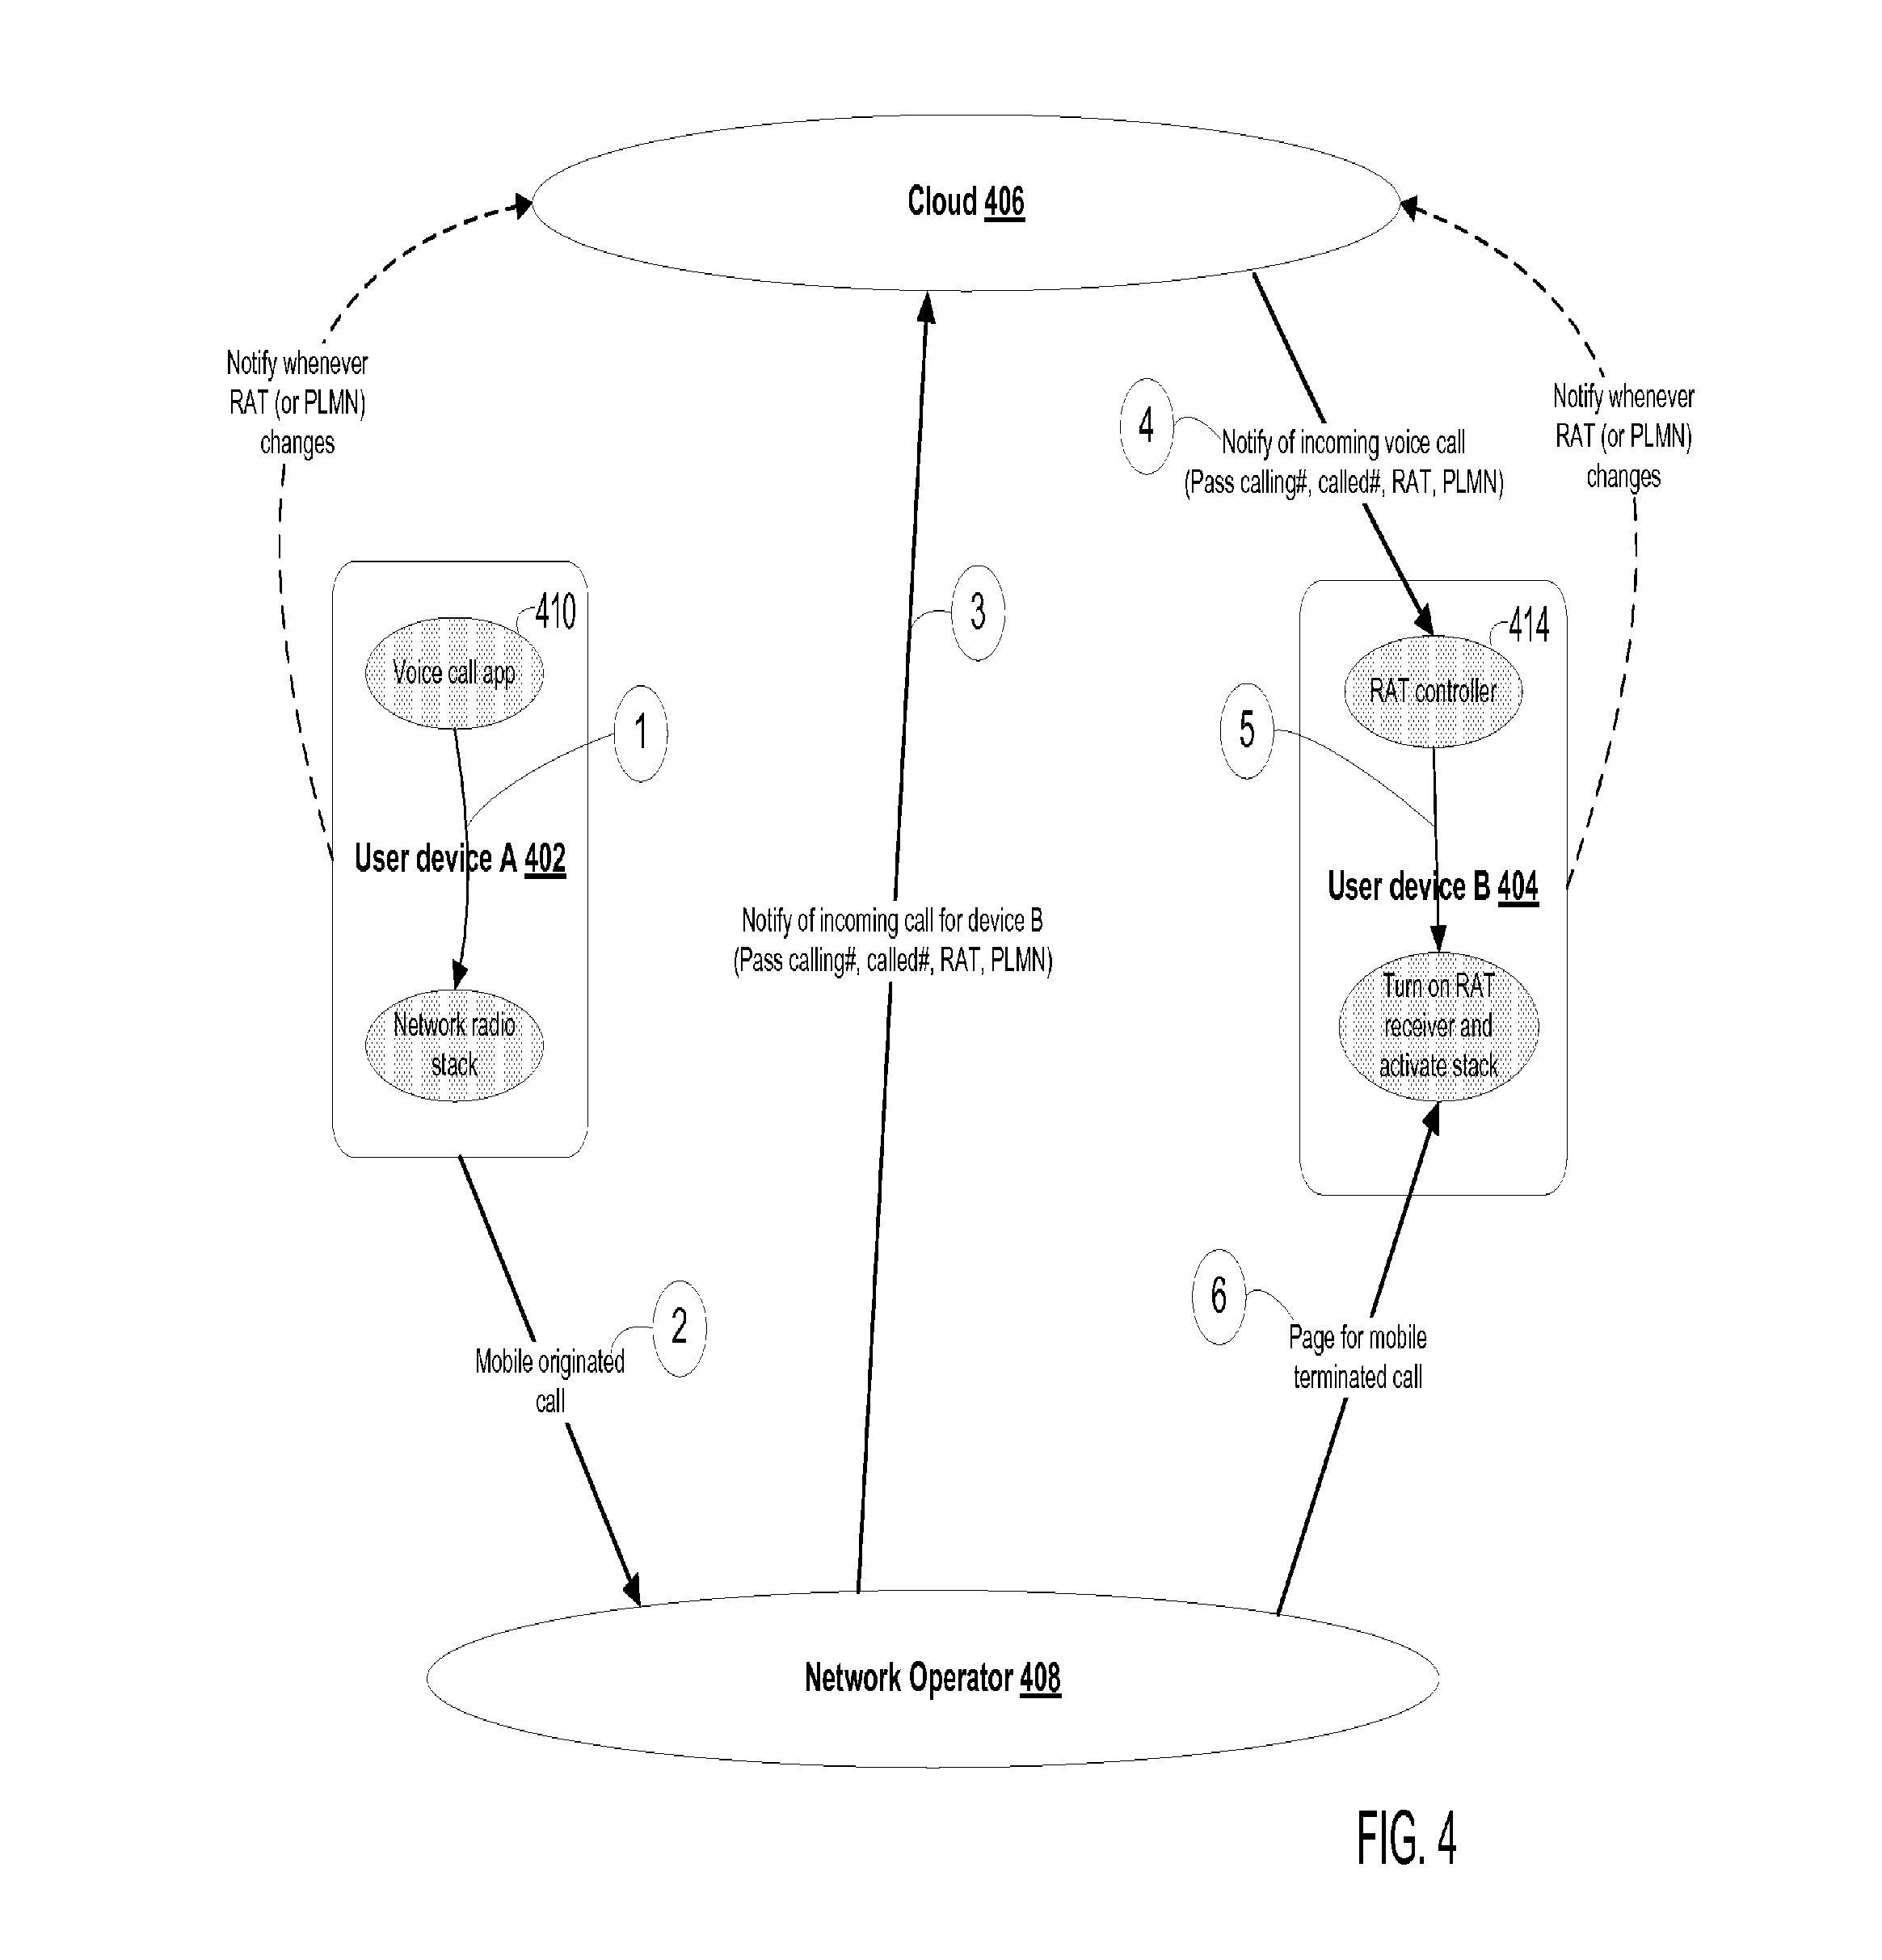 Cloud 406
Notify whenever
RAT (or PLMN)
changes
Notify whenever
RAT (or PLMN)
changes
4
Notify of incoming voice call
(Pass calling#, called#, RAT, PLMN)
410
Voice call app
1
User device A 402
Network radio
stack
3
Notify of incoming call for device B
(Pass calling#, called#, RAT, PLMN)
414
RAT controller
5
User device B 404
Turn on RAT
receiver and
activate stack
2
Mobile originated
call
6
Page for mobile
terminated call
Network Operator 408
FIG. 4